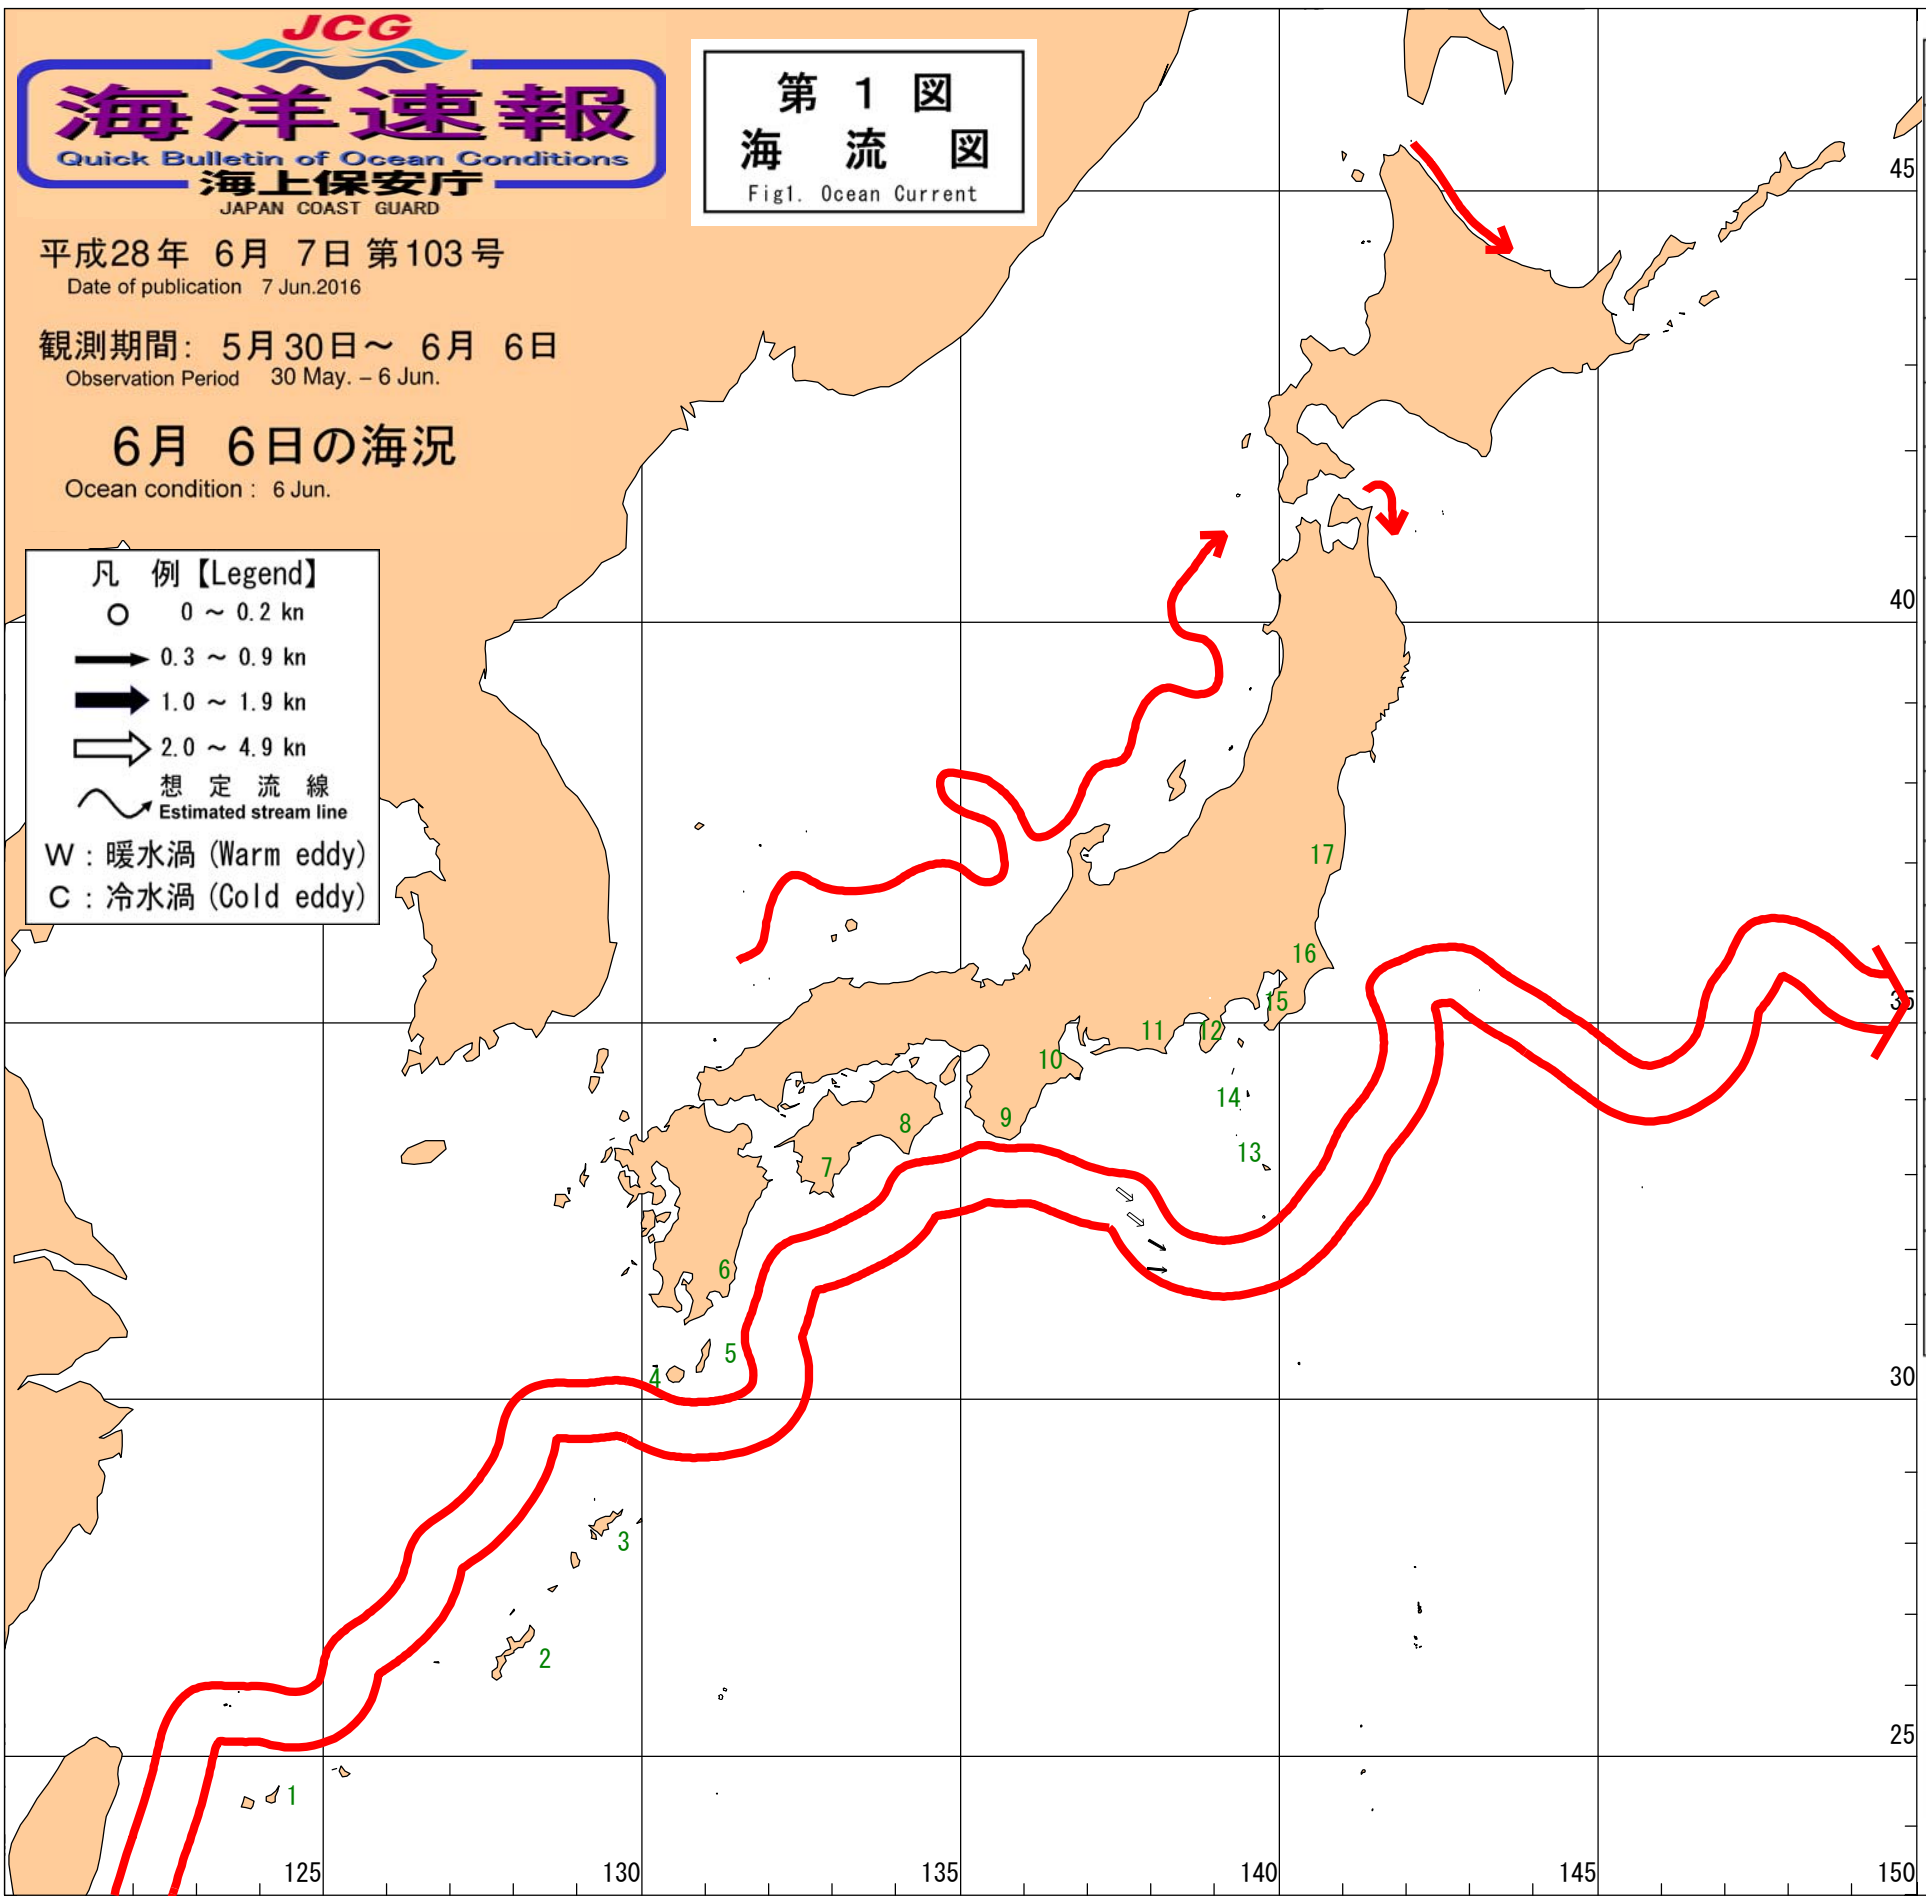 JCG
海洋速報
Quick Bulletin of Ocean Conditions
海上保安庁
JAPAN COAST GUARD
第 1 図
海 流 図
Fig1. Ocean Current
平成28年 6月 7日 第103号
Date of publication 7 Jun.2016
観測期間: 5月30日～ 6月 6日
Observation Period 30 May. – 6 Jun.
6月 6日の海況
Ocean condition : 6 Jun.
凡 例【Legend】
0 ～ 0.2 kn
0.3 ～ 0.9 kn
1.0 ～ 1.9 kn
2.0 ～ 4.9 kn
想 定 流 線
Estimated stream line
W : 暖水渦 (Warm eddy)
C : 冷水渦 (Cold eddy)
45
40
17
16
35
15
11
12
10
14
9
8
13
7
6
5
4
30
3
2
25
1
125
130
135
140
145
150